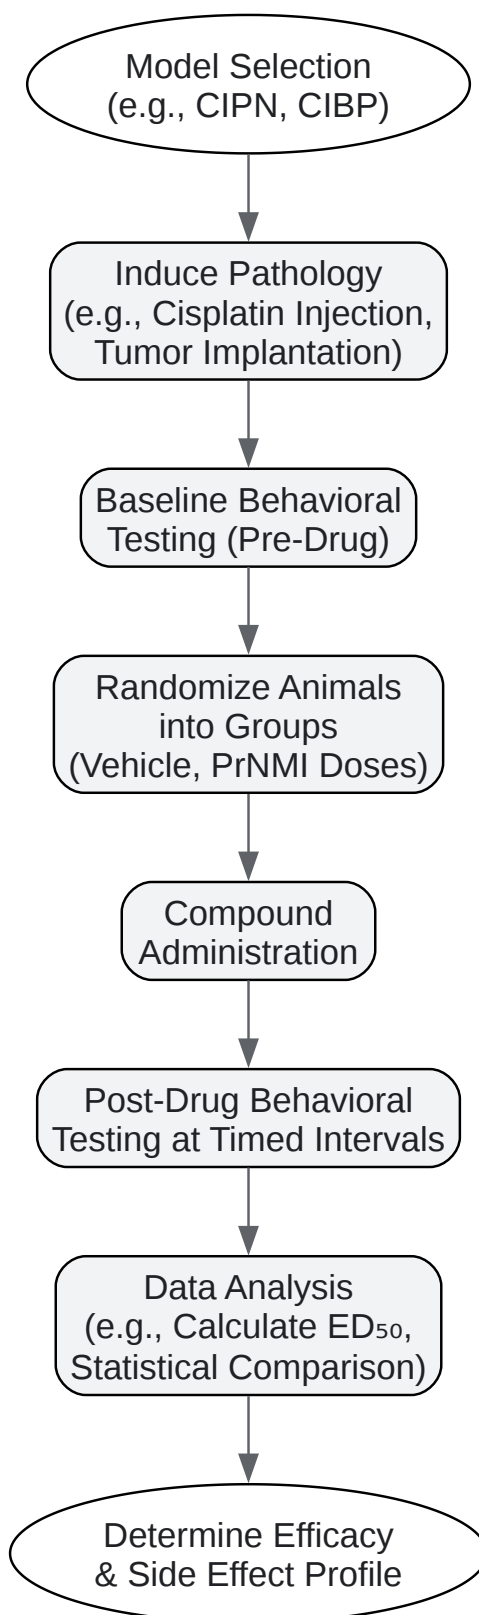 Model Selection
(e.g., CIPN, CIBP)
Induce Pathology
(e.g., Cisplatin Injection,
Tumor Implantation)
Baseline Behavioral
Testing (Pre-Drug)
Randomize Animals
into Groups
(Vehicle, PrNMI Doses)
Compound
Administration
Post-Drug Behavioral
Testing at Timed Intervals
Data Analysis
(e.g., Calculate ED₅₀,
Statistical Comparison)
Determine Efficacy
& Side Effect Profile